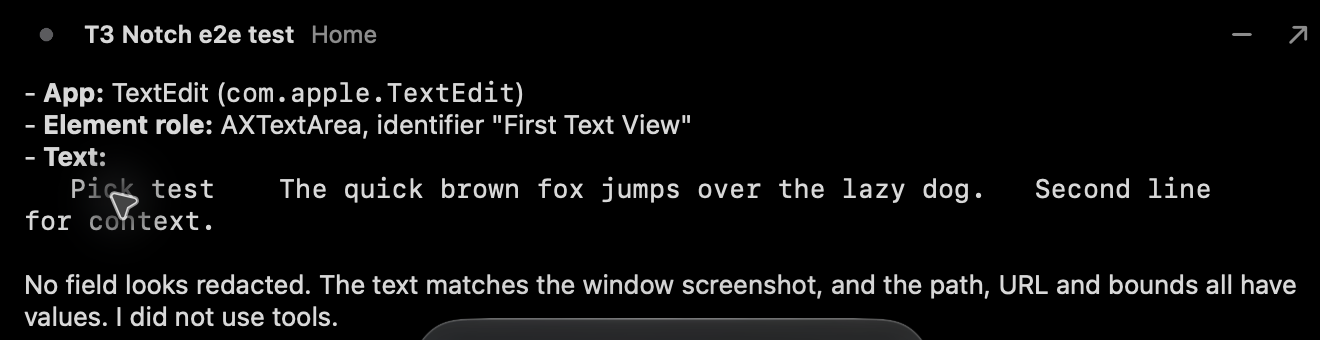 T3 Notch e2e test Home
- App: TextEdit (com.apple.TextEdit)
- Element role: AXTextArea, identifier "First Text View"
- Text:
Pick test The quick brown fox jumps over the lazy dog. Second line
for context.
No field looks redacted. The text matches the window screenshot, and the path, URL and bounds all have
values. I did not use tools.